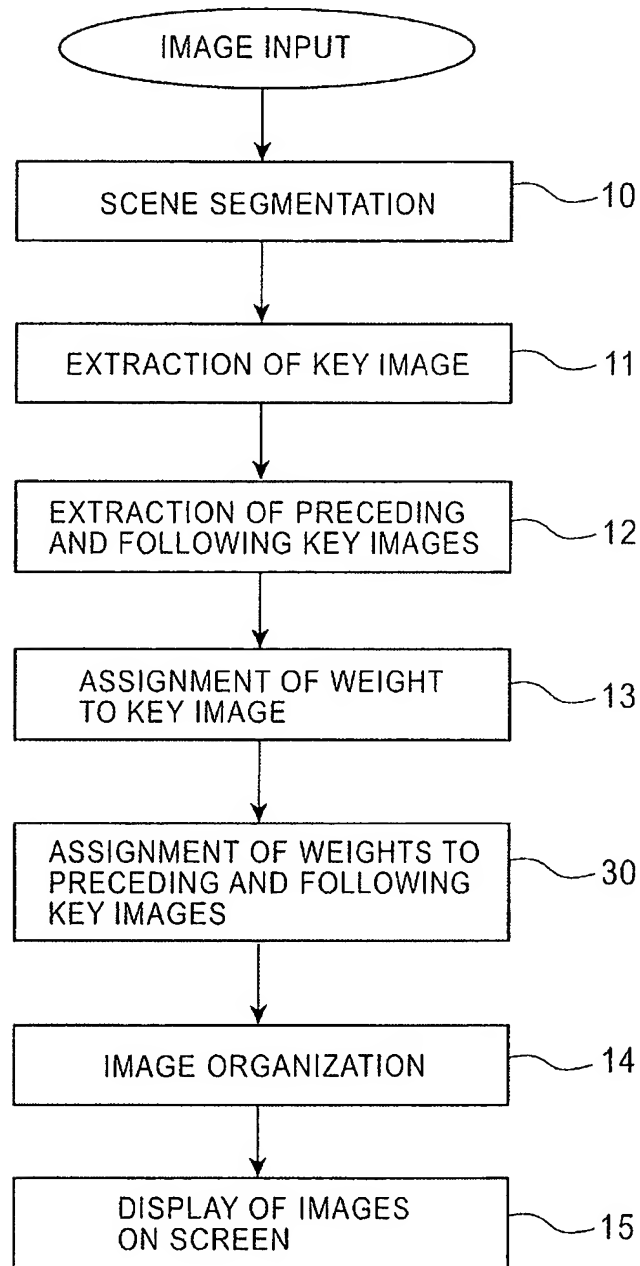 IMAGE INPUT
SCENE SEGMENTATION
10
EXTRACTION OF KEY IMAGE
11
EXTRACTION OF PRECEDING
AND FOLLOWING KEY IMAGES
12
ASSIGNMENT OF WEIGHT
TO KEY IMAGE
13
ASSIGNMENT OF WEIGHTS TO
PRECEDING AND FOLLOWING
KEY IMAGES
30
IMAGE ORGANIZATION
14
DISPLAY OF IMAGES
ON SCREEN
15